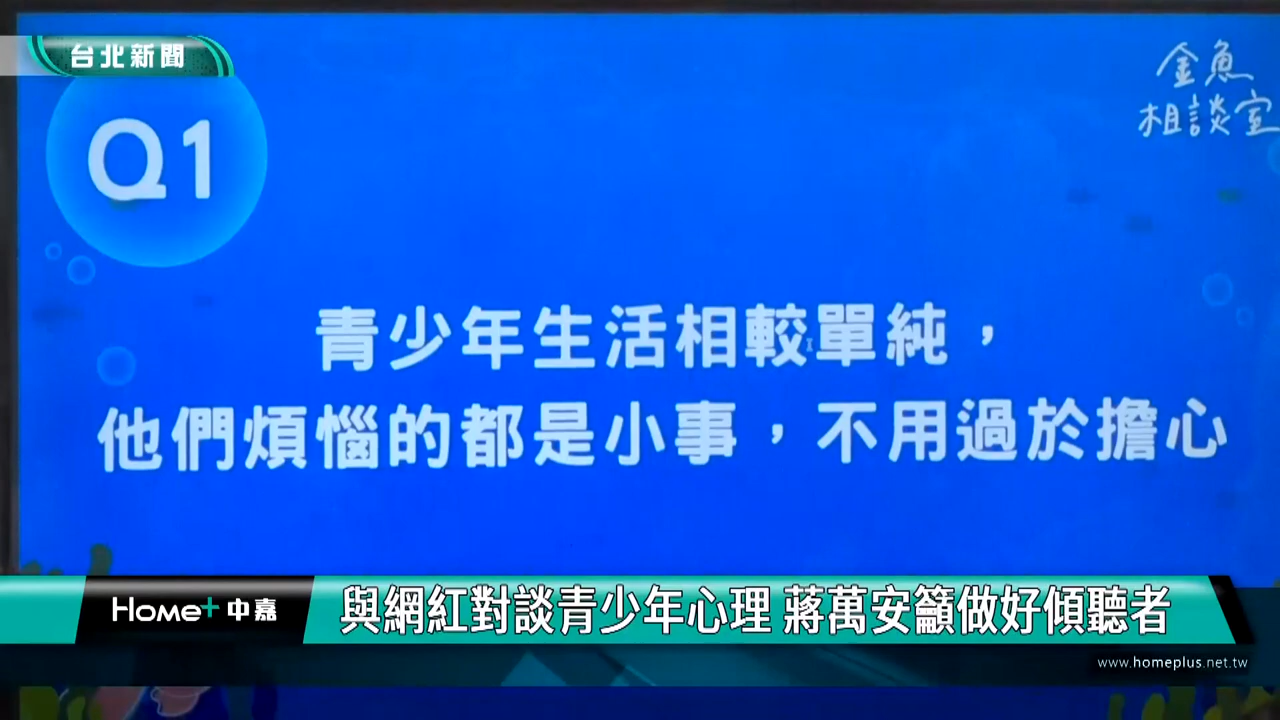 台北新聞
金魚
相談室
Q1
青少年生活相較單純，
他們煩惱的都是小事，不用過於擔心
Home+中嘉
與網紅對談青少年心理 蔣萬安籲做好傾聽者
www.homeplus.net.tw